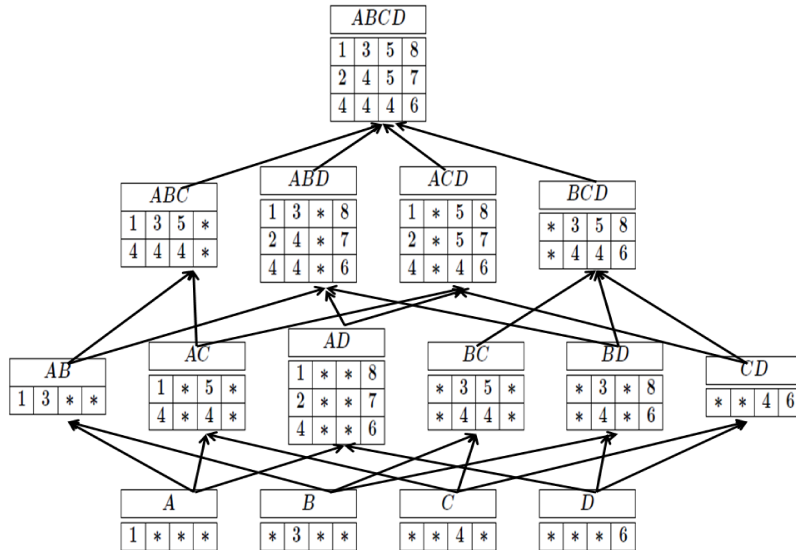 ABCD
1 3 5 8
2 4 5 7
4 4 4 6
ABC
1 3 5 *
4 4 4 *
ABD
1 3 * 8
2 4 * 7
4 4 * 6
ACD
1 * 5 8
2 * 5 7
4 * 4 6
BCD
* 3 5 8
* 4 4 6
AB
1 3 * *
AC
1 * 5 *
4 * 4 *
AD
1 * * 8
2 * * 7
4 * * 6
BC
* 3 5 *
* 4 4 *
BD
* 3 * 8
* 4 * 6
CD
* * 4 6
A
1 * * *
B
* 3 * *
C
* * 4 *
D
* * * 6